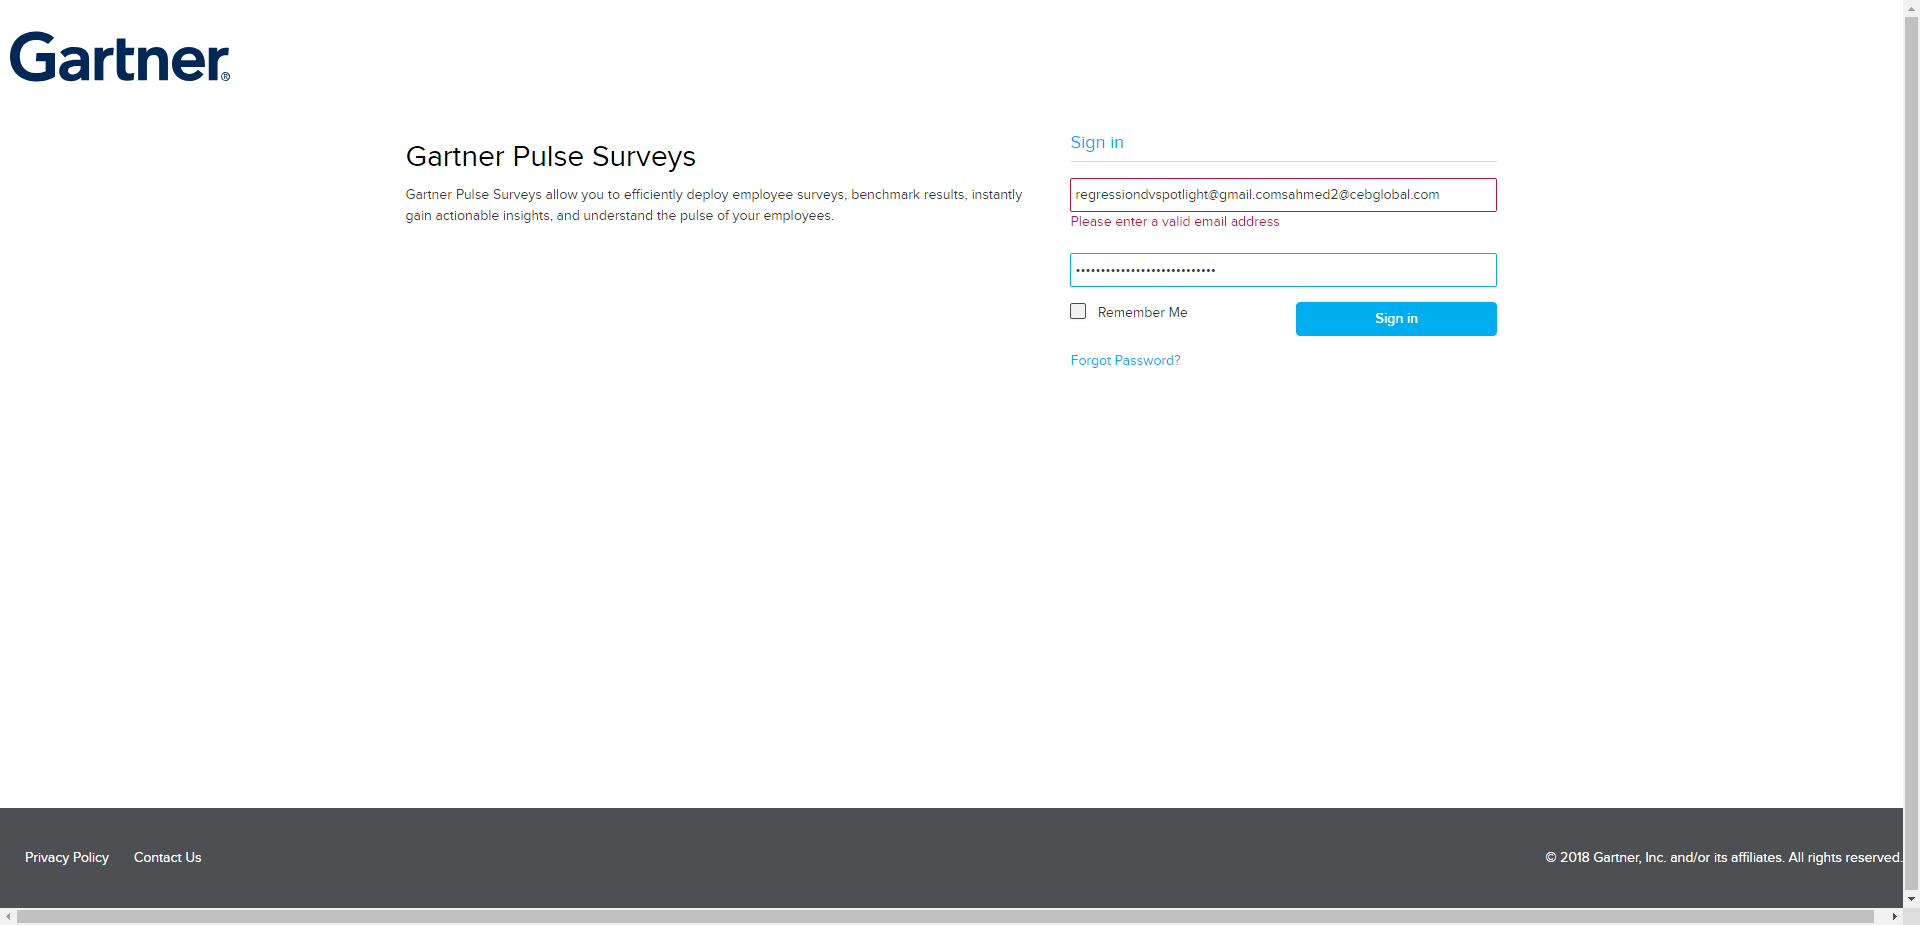 Gartner®
Gartner Pulse Surveys
Gartner Pulse Surveys allow you to efficiently deploy employee surveys, benchmark results, instantly
gain actionable insights, and understand the pulse of your employees.
Sign in
regressiondvspotlight@gmail.comsahmed2@cebglobal.com
Please enter a valid email address
••••••••••••••••••••••••••••
Remember Me
Sign in
Forgot Password?
Privacy Policy
Contact Us
© 2018 Gartner, Inc. and/or its affiliates. All rights reserved.